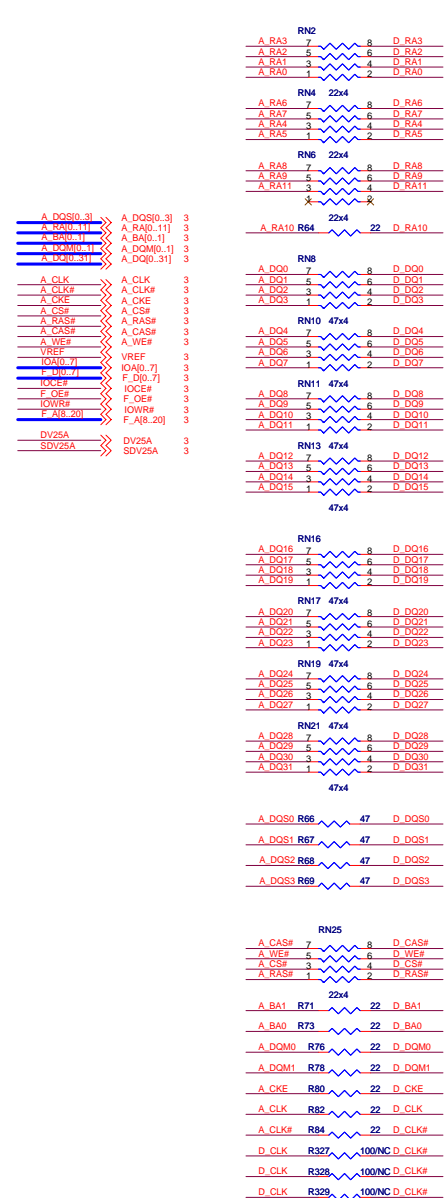 RN2
A_RA3 7 8 D_RA3
A_RA2 5 6 D_RA2
A_RA1 3 4 D_RA1
A_RA0 1 2 D_RA0
RN4 22x4
A_RA6 7 8 D_RA6
A_RA7 5 6 D_RA7
A_RA4 3 4 D_RA4
A_RA5 1 2 D_RA5
RN6 22x4
A_RA8 7 8 D_RA8
A_RA9 5 6 D_RA9
A_RA11 3 4 D_RA11
1 2
22x4
A_RA10 R64 22 D_RA10
A_DQS[0..3] A_DQS[0..3] 3
A_RA[0..11] A_RA[0..11] 3
A_BA[0..1] A_BA[0..1] 3
A_DQM[0..1] A_DQM[0..1] 3
A_DQ[0..31] A_DQ[0..31] 3
A_CLK A_CLK 3
A_CLK# A_CLK# 3
A_CKE A_CKE 3
A_CS# A_CS# 3
A_RAS# A_RAS# 3
A_CAS# A_CAS# 3
A_WE# A_WE# 3
VREF VREF 3
IOA[0..7] IOA[0..7] 3
F_D[0..7] F_D[0..7] 3
IOCE# IOCE# 3
F_OE# F_OE# 3
IOWR# IOWR# 3
F_A[8..20] F_A[8..20] 3
DV25A DV25A 3
SDV25A SDV25A 3
RN8
A_DQ0 7 8 D_DQ0
A_DQ1 5 6 D_DQ1
A_DQ2 3 4 D_DQ2
A_DQ3 1 2 D_DQ3
RN10 47x4
A_DQ4 7 8 D_DQ4
A_DQ5 5 6 D_DQ5
A_DQ6 3 4 D_DQ6
A_DQ7 1 2 D_DQ7
RN11 47x4
A_DQ8 7 8 D_DQ8
A_DQ9 5 6 D_DQ9
A_DQ10 3 4 D_DQ10
A_DQ11 1 2 D_DQ11
RN13 47x4
A_DQ12 7 8 D_DQ12
A_DQ13 5 6 D_DQ13
A_DQ14 3 4 D_DQ14
A_DQ15 1 2 D_DQ15
47x4
RN16
A_DQ16 7 8 D_DQ16
A_DQ17 5 6 D_DQ17
A_DQ18 3 4 D_DQ18
A_DQ19 1 2 D_DQ19
RN17 47x4
A_DQ20 7 8 D_DQ20
A_DQ21 5 6 D_DQ21
A_DQ22 3 4 D_DQ22
A_DQ23 1 2 D_DQ23
RN19 47x4
A_DQ24 7 8 D_DQ24
A_DQ25 5 6 D_DQ25
A_DQ26 3 4 D_DQ26
A_DQ27 1 2 D_DQ27
RN21 47x4
A_DQ28 7 8 D_DQ28
A_DQ29 5 6 D_DQ29
A_DQ30 3 4 D_DQ30
A_DQ31 1 2 D_DQ31
47x4
A_DQS0 R66 47 D_DQS0
A_DQS1 R67 47 D_DQS1
A_DQS2 R68 47 D_DQS2
A_DQS3 R69 47 D_DQS3
RN25
A_CAS# 7 8 D_CAS#
A_WE# 5 6 D_WE#
A_CS# 3 4 D_CS#
A_RAS# 1 2 D_RAS#
22x4
A_BA1 R71 22 D_BA1
A_BA0 R73 22 D_BA0
A_DQM0 R76 22 D_DQM0
A_DQM1 R78 22 D_DQM1
A_CKE R80 22 D_CKE
A_CLK R82 22 D_CLK
A_CLK# R84 22 D_CLK#
D_CLK R327 100/NC D_CLK#
D_CLK R328 100/NC D_CLK#
D_CLK R329 100/NC D_CLK#